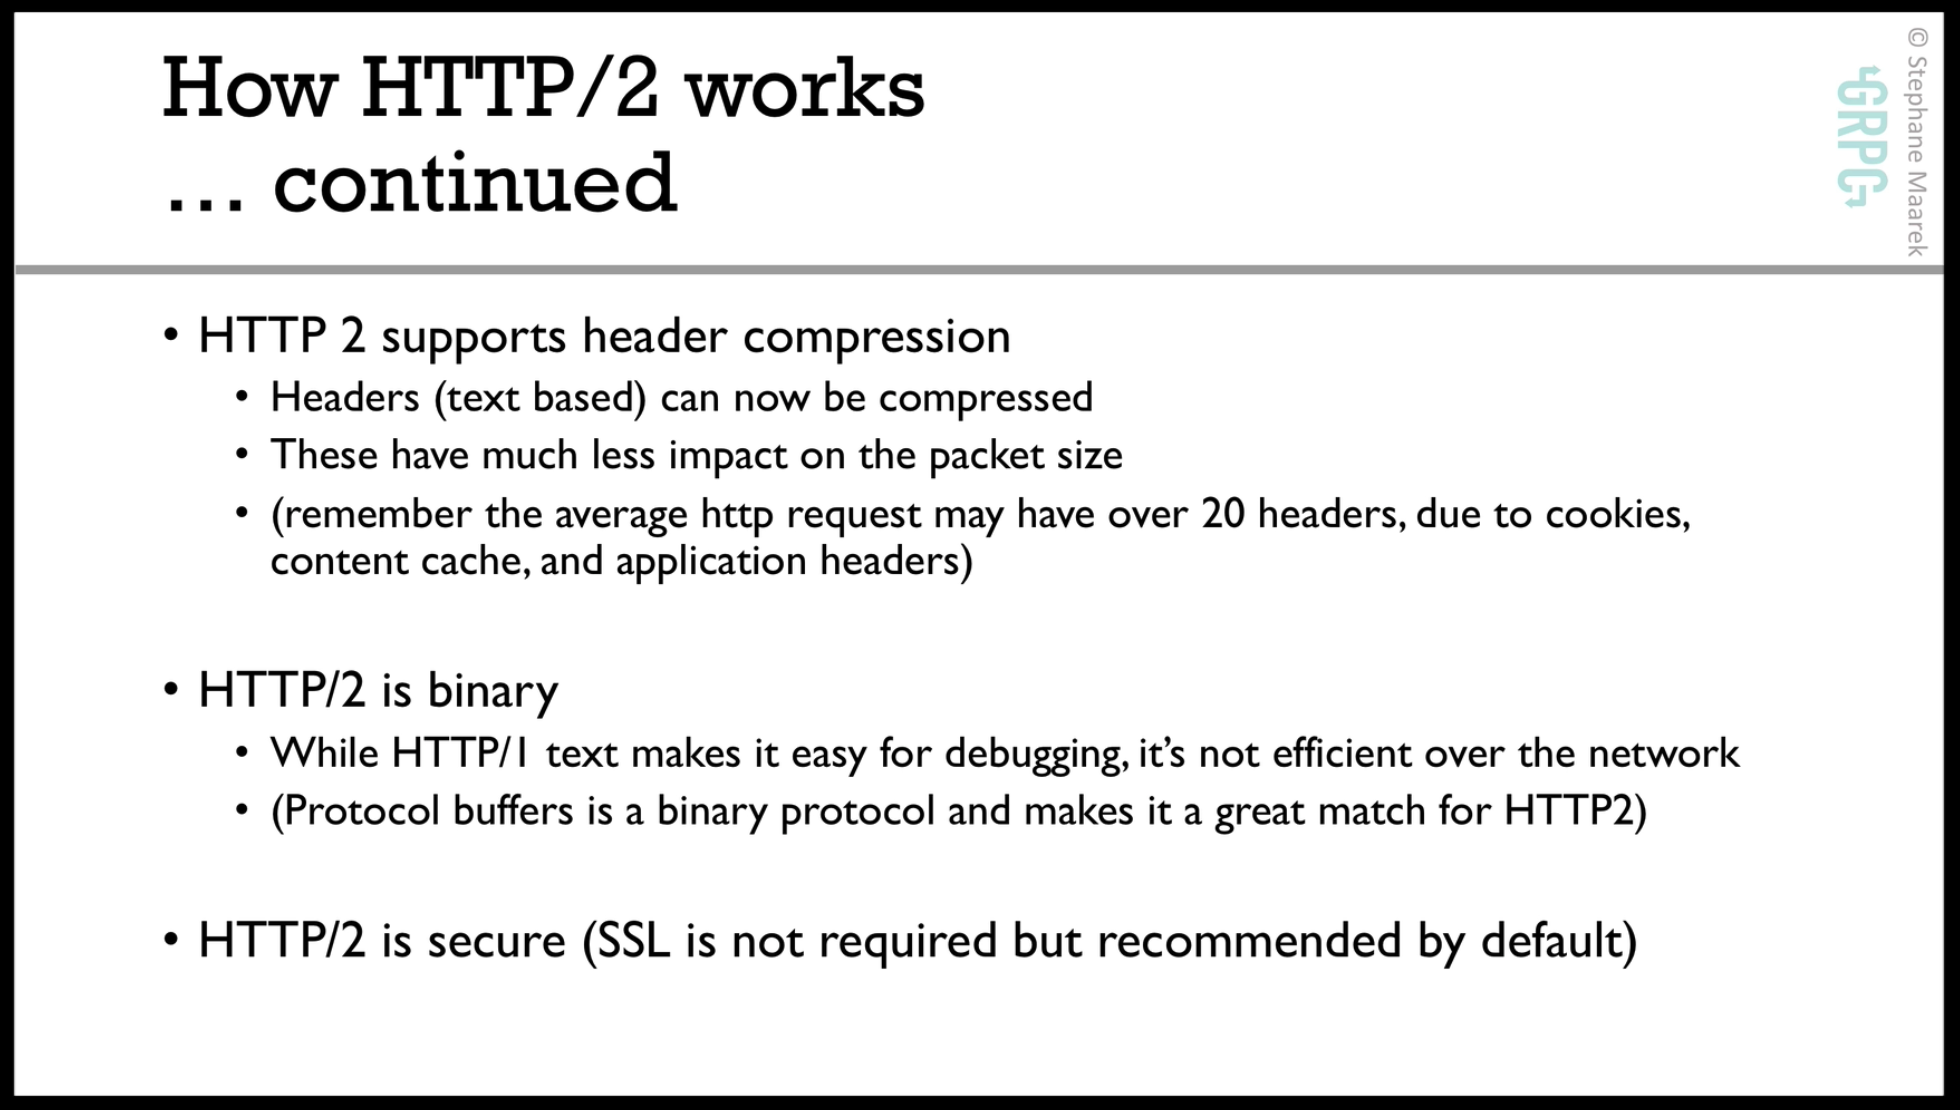 How HTTP/2 works
... continued
© Stephane Maarek
GRPC
• HTTP 2 supports header compression
• Headers (text based) can now be compressed
• These have much less impact on the packet size
• (remember the average http request may have over 20 headers, due to cookies,
content cache, and application headers)
• HTTP/2 is binary
• While HTTP/1 text makes it easy for debugging, it’s not efficient over the network
• (Protocol buffers is a binary protocol and makes it a great match for HTTP2)
• HTTP/2 is secure (SSL is not required but recommended by default)